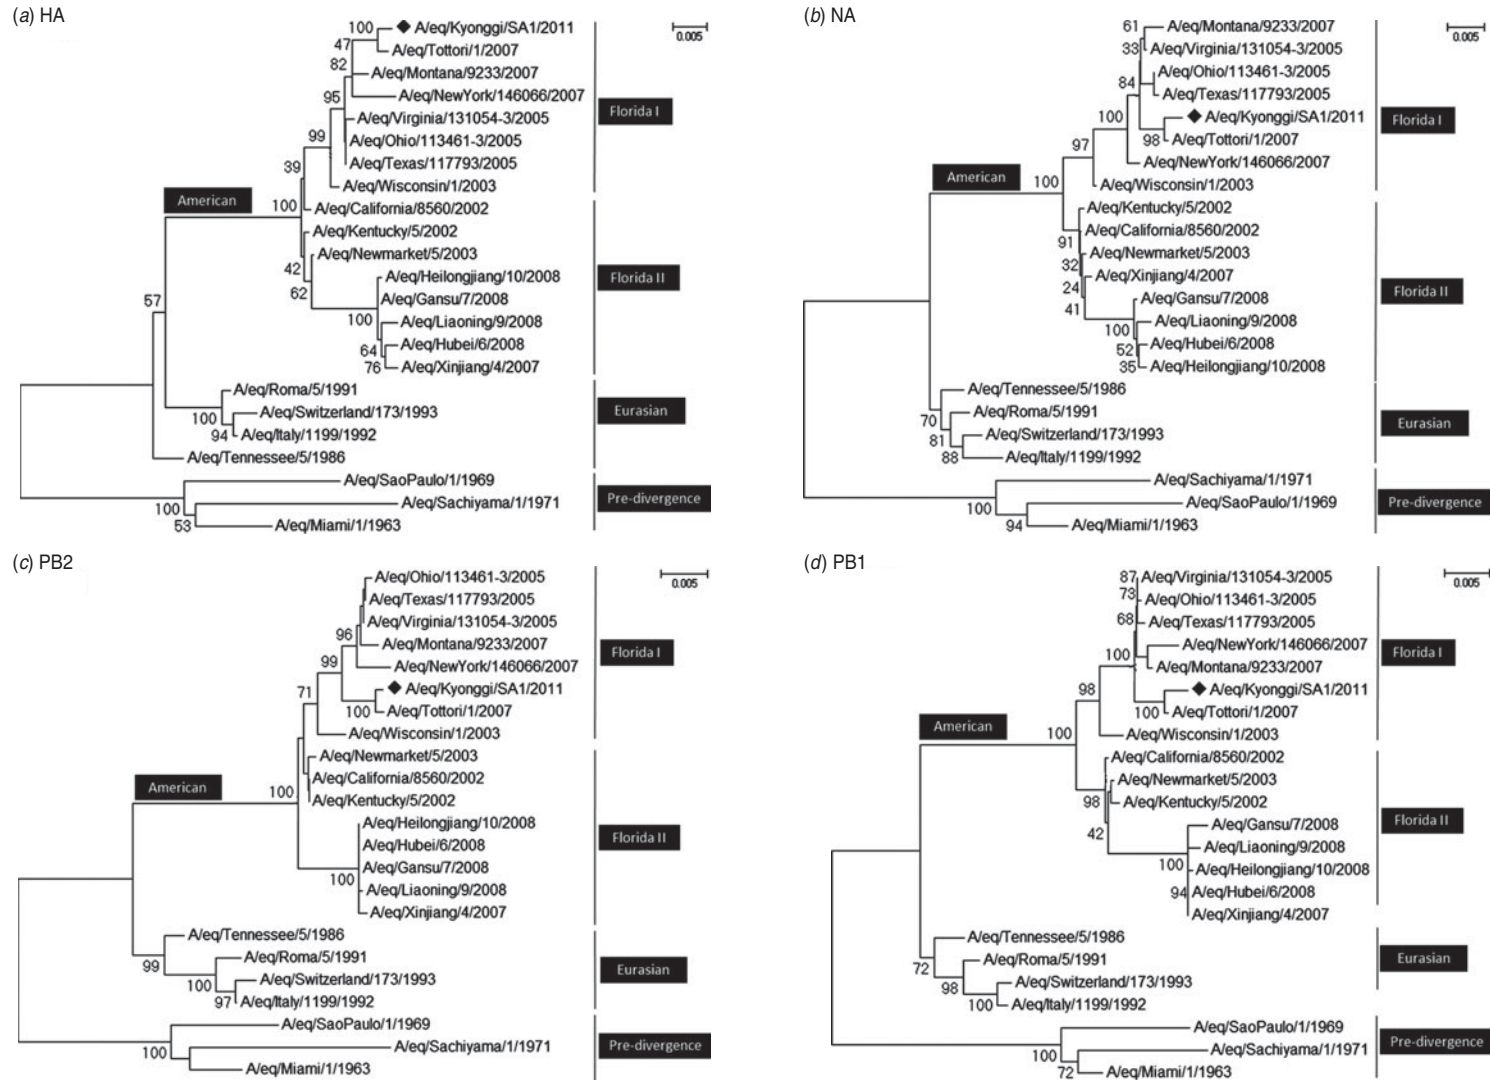 (a) HA
100
A/eq/Kyonggi/SA1/2011
0.005
47
A/eq/Tottori/1/2007
82
A/eq/Montana/9233/2007
95
A/eq/NewYork/146066/2007
Florida I
A/eq/Virginia/131054-3/2005
99
A/eq/Ohio/113461-3/2005
39
A/eq/Texas/117793/2005
A/eq/Wisconsin/1/2003
American
100
A/eq/California/8560/2002
A/eq/Kentucky/5/2002
42
A/eq/Newmarket/5/2003
62
A/eq/Heilongjiang/10/2008
Florida II
57
A/eq/Gansu/7/2008
100
A/eq/Liaoning/9/2008
64
A/eq/Hubei/6/2008
76
A/eq/Xinjiang/4/2007
A/eq/Roma/5/1991
100
A/eq/Switzerland/173/1993
Eurasian
94
A/eq/Italy/1199/1992
A/eq/Tennessee/5/1986
A/eq/SaoPaulo/1/1969
100
A/eq/Sachiyama/1/1971
Pre-divergence
53
A/eq/Miami/1/1963
(b) NA
61
A/eq/Montana/9233/2007
0.005
33
A/eq/Virginia/131054-3/2005
84
A/eq/Ohio/113461-3/2005
A/eq/Texas/117793/2005
100
A/eq/Kyonggi/SA1/2011
Florida I
98
A/eq/Tottori/1/2007
97
A/eq/NewYork/146066/2007
American
100
A/eq/Wisconsin/1/2003
A/eq/Kentucky/5/2002
91
A/eq/California/8560/2002
32
A/eq/Newmarket/5/2003
24
A/eq/Xinjiang/4/2007
41
A/eq/Gansu/7/2008
Florida II
100
A/eq/Liaoning/9/2008
52
A/eq/Hubei/6/2008
35
A/eq/Heilongjiang/10/2008
A/eq/Tennessee/5/1986
70
A/eq/Roma/5/1991
81
A/eq/Switzerland/173/1993
Eurasian
88
A/eq/Italy/1199/1992
A/eq/Sachiyama/1/1971
100
A/eq/SaoPaulo/1/1969
Pre-divergence
94
A/eq/Miami/1/1963
(c) PB2
A/eq/Ohio/113461-3/2005
0.005
A/eq/Texas/117793/2005
96
A/eq/Virginia/131054-3/2005
A/eq/Montana/9233/2007
Florida I
99
A/eq/NewYork/146066/2007
71
A/eq/Kyonggi/SA1/2011
100
A/eq/Tottori/1/2007
A/eq/Wisconsin/1/2003
A/eq/Newmarket/5/2003
A/eq/California/8560/2002
American
100
A/eq/Kentucky/5/2002
A/eq/Heilongjiang/10/2008
Florida II
A/eq/Hubei/6/2008
A/eq/Gansu/7/2008
100
A/eq/Liaoning/9/2008
A/eq/Xinjiang/4/2007
A/eq/Tennessee/5/1986
99
A/eq/Roma/5/1991
100
A/eq/Switzerland/173/1993
Eurasian
97
A/eq/Italy/1199/1992
A/eq/SaoPaulo/1/1969
100
A/eq/Sachiyama/1/1971
Pre-divergence
A/eq/Miami/1/1963
(d) PB1
87
A/eq/Virginia/131054-3/2005
0.005
73
A/eq/Ohio/113461-3/2005
68
A/eq/Texas/117793/2005
A/eq/NewYork/146066/2007
Florida I
100
A/eq/Montana/9233/2007
98
A/eq/Kyonggi/SA1/2011
100
A/eq/Tottori/1/2007
American
100
A/eq/Wisconsin/1/2003
A/eq/California/8560/2002
A/eq/Newmarket/5/2003
98
A/eq/Kentucky/5/2002
42
A/eq/Gansu/7/2008
Florida II
A/eq/Liaoning/9/2008
100
A/eq/Heilongjiang/10/2008
94
A/eq/Hubei/6/2008
A/eq/Xinjiang/4/2007
A/eq/Tennessee/5/1986
72
A/eq/Roma/5/1991
Eurasian
98
A/eq/Switzerland/173/1993
100
A/eq/Italy/1199/1992
A/eq/SaoPaulo/1/1969
100
A/eq/Sachiyama/1/1971
Pre-divergence
72
A/eq/Miami/1/1963